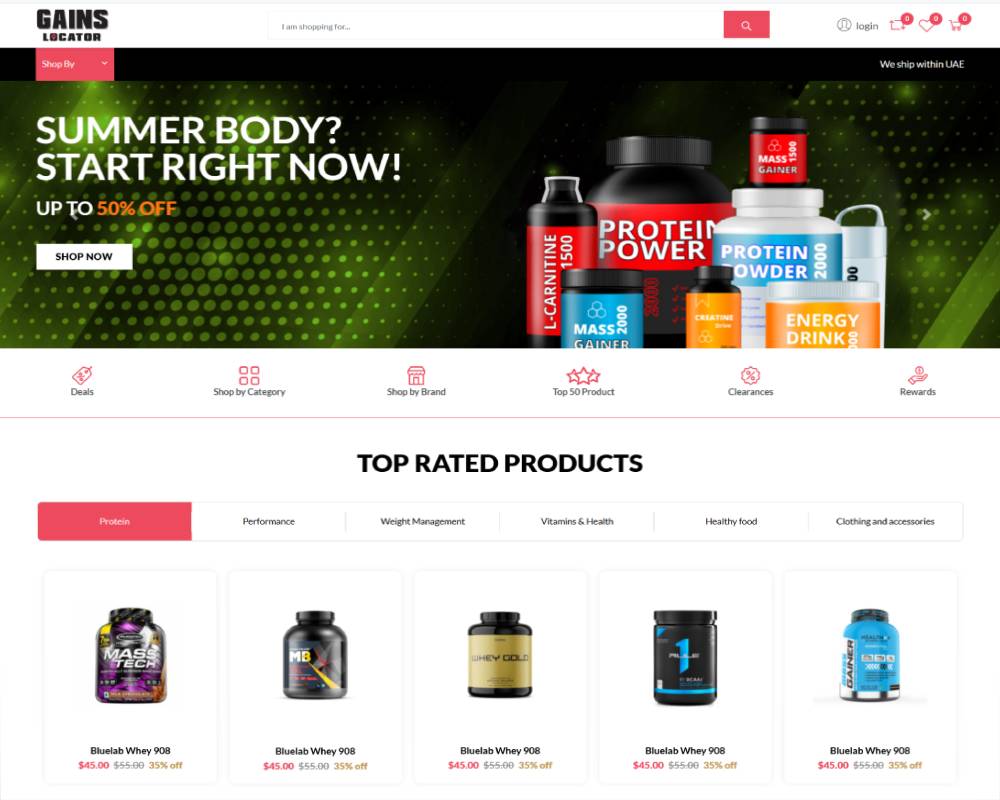 GAINS
LOCATOR
I am shopping for...
login
0
0
0
Shop By
We ship within UAE
SUMMER BODY?
START RIGHT NOW!
UP TO 50% OFF
SHOP NOW
L-CARNITINE
1500
PROTEIN
POWER
2000
MASS
GAINER
1500
PROTEIN
POWDER
2000
MASS
GAINER
2000
CREATINE
ENERGY
DRINK
Deals
Shop by Category
Shop by Brand
Top 50 Product
Clearances
Rewards
TOP RATED PRODUCTS
Protein
Performance
Weight Management
Vitamins & Health
Healthy food
Clothing and accessories
MASS
TECH
MB
WHEY GOLD
1
RULE
BCAAs
GAINER
Bluelab Whey 908
$45.00 $55.00 35% off
Bluelab Whey 908
$45.00 $55.00 35% off
Bluelab Whey 908
$45.00 $55.00 35% off
Bluelab Whey 908
$45.00 $55.00 35% off
Bluelab Whey 908
$45.00 $55.00 35% off